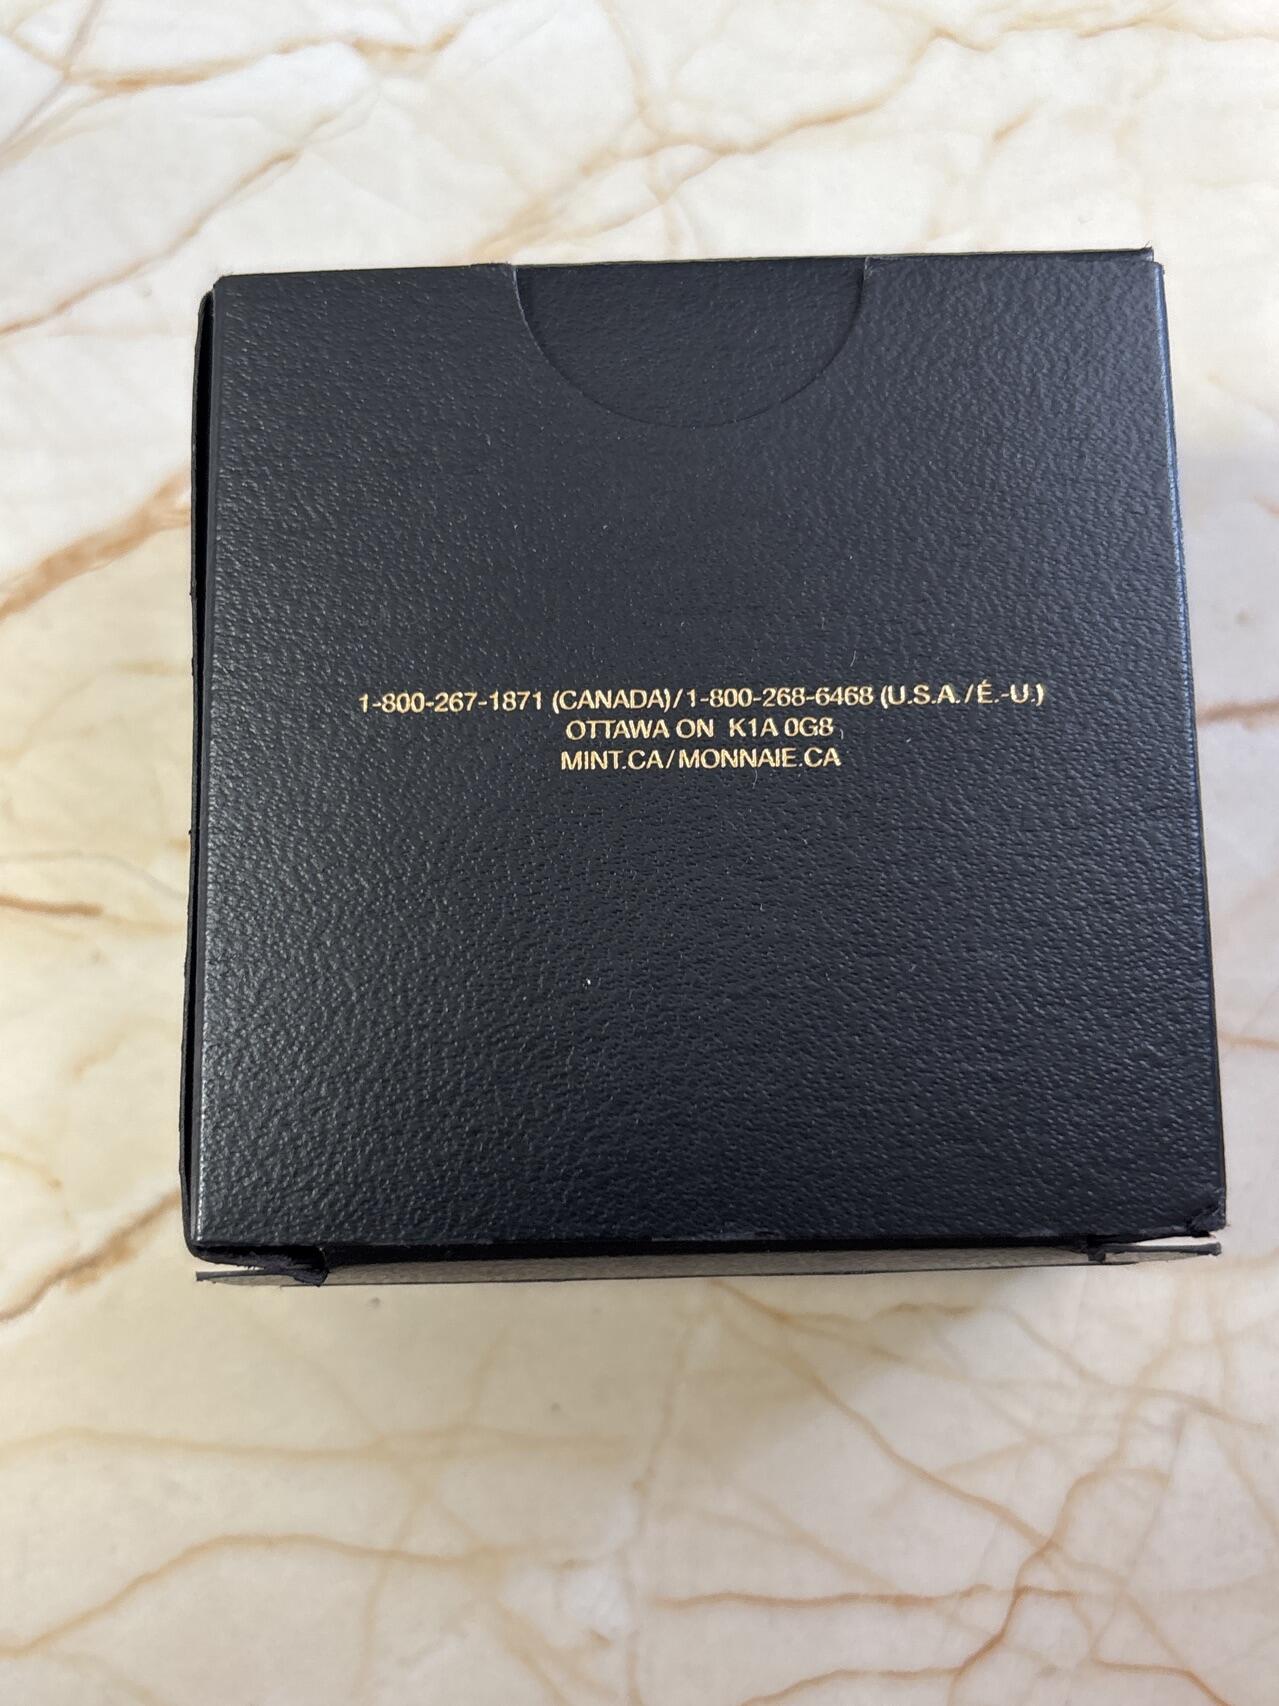 1-800-267-1871 (CANADA)/1-800-268-6468 (U.S.A./É.-U.)
OTTAWA ON K1A 0G8
MINT.CA/MONNAIE.CA